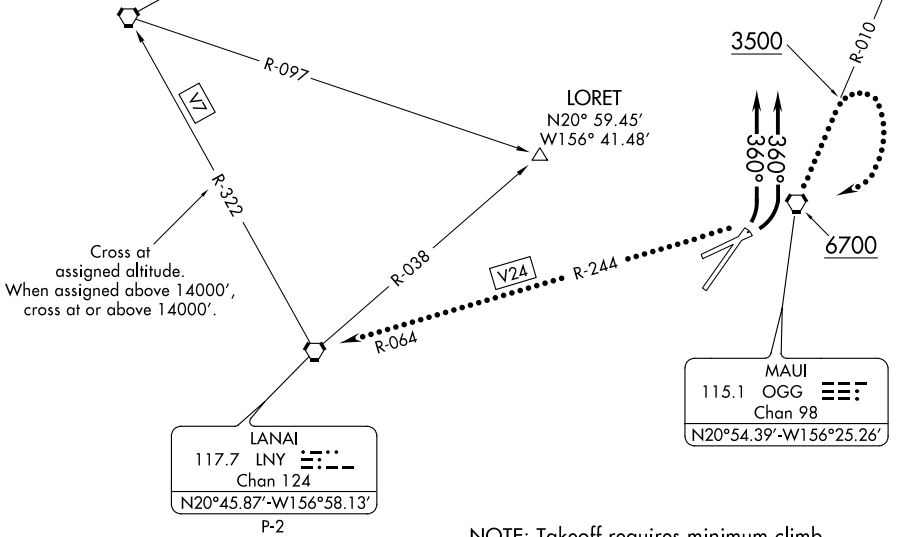 R-097
V7
R-322
Cross at
assigned altitude.
When assigned above 14000’,
cross at or above 14000’.
LORET
N20° 59.45’
W156° 41.48’
R-038
3500
R-010
360°
360°
6700
V24
R-244
R-064
LANAI
117.7 LNY
Chan 124
N20°45.87’-W156°58.13’
P-2
MAUI
115.1 OGG
Chan 98
N20°54.39’-W156°25.26’
NOTE: Takeoff requires minimum climb